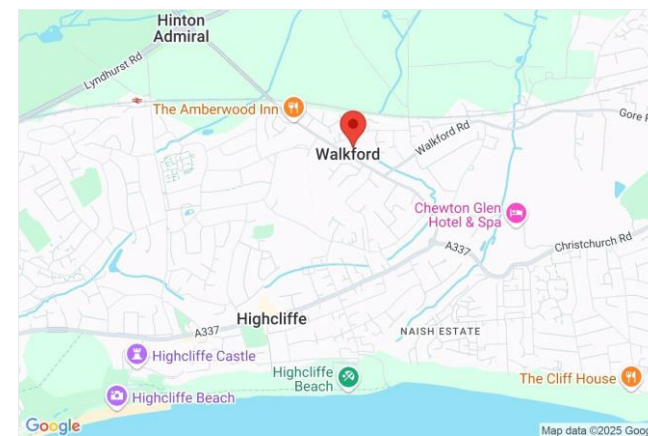 Hinton
Admiral
Lyndhurst Rd
The Amberwood Inn
Walkford
Walkford Rd
Gore
Chewton Glen
Hotel & Spa
A337
Christchurch Rd
Highcliffe
A337
NAISH ESTATE
Highcliffe Castle
Highcliffe
Beach
The Cliff House
Highcliffe Beach
Google
Map data ©2025 Goog